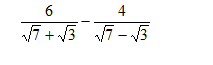 6/(√7 + √3) − 4/(√7 − √3)